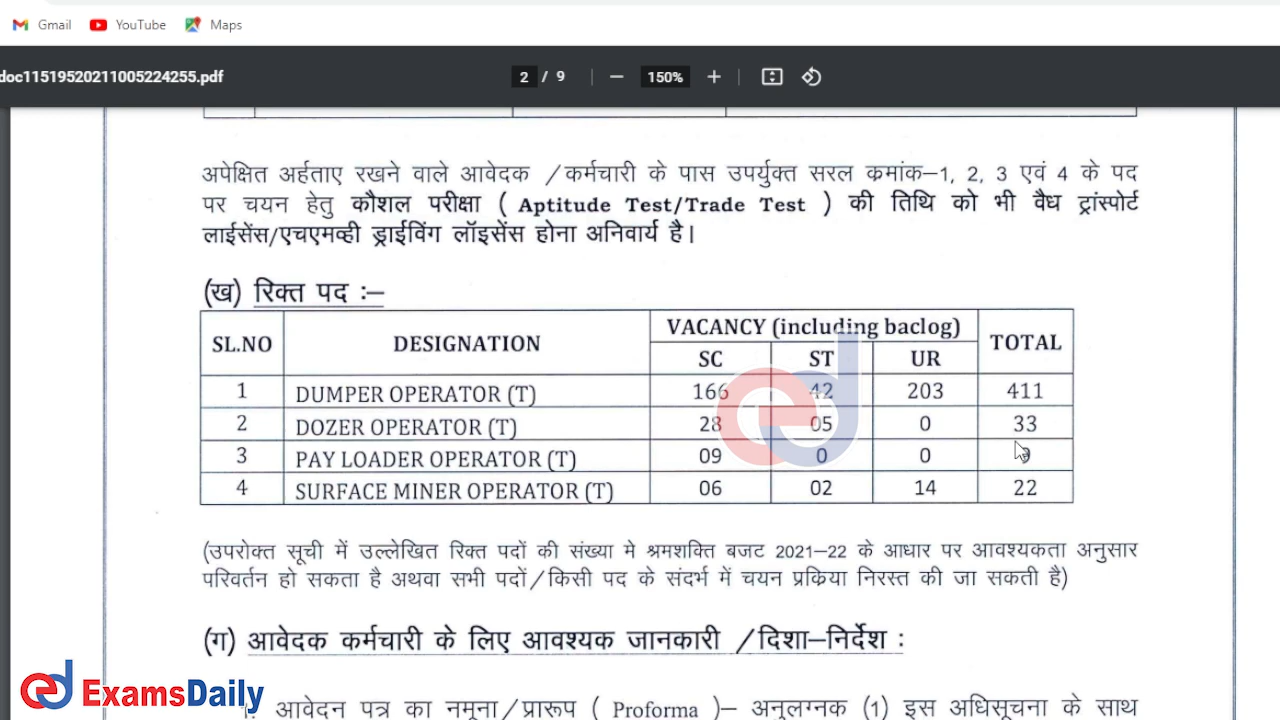 Gmail YouTube Maps
doc11519520211005224255.pdf 2 / 9 150%
अपेक्षित अर्हताए रखने वाले आवेदक /कर्मचारी के पास उपर्युक्त सरल क्रमांक–1, 2, 3 एवं 4 के पद
पर चयन हेतु कौशल परीक्षा ( Aptitude Test/Trade Test ) की तिथि को भी वैध ट्रांस्पोर्ट
लाईसेंस/एचएमव्ही ड्राईविंग लॉइसेंस होना अनिवार्य है।
(ख) रिक्त पद :–
SL.NO DESIGNATION VACANCY (including baclog) TOTAL
SC ST UR
1 DUMPER OPERATOR (T) 166 42 203 411
2 DOZER OPERATOR (T) 28 05 0 33
3 PAY LOADER OPERATOR (T) 09 0 0
4 SURFACE MINER OPERATOR (T) 06 02 14 22
(उपरोक्त सूची में उल्लेखित रिक्त पदों की संख्या मे श्रमशक्ति बजट 2021–22 के आधार पर आवश्यकता अनुसार
परिवर्तन हो सकता है अथवा सभी पदों/किसी पद के संदर्भ में चयन प्रक्रिया निरस्त की जा सकती है)
(ग) आवेदक कर्मचारी के लिए आवश्यक जानकारी /दिशा–निर्देश :
1. आवेदन पत्र का नमूना/प्रारूप ( Proforma )– अनुलग्नक (1) इस अधिसूचना के साथ
ed ExamsDaily
ed